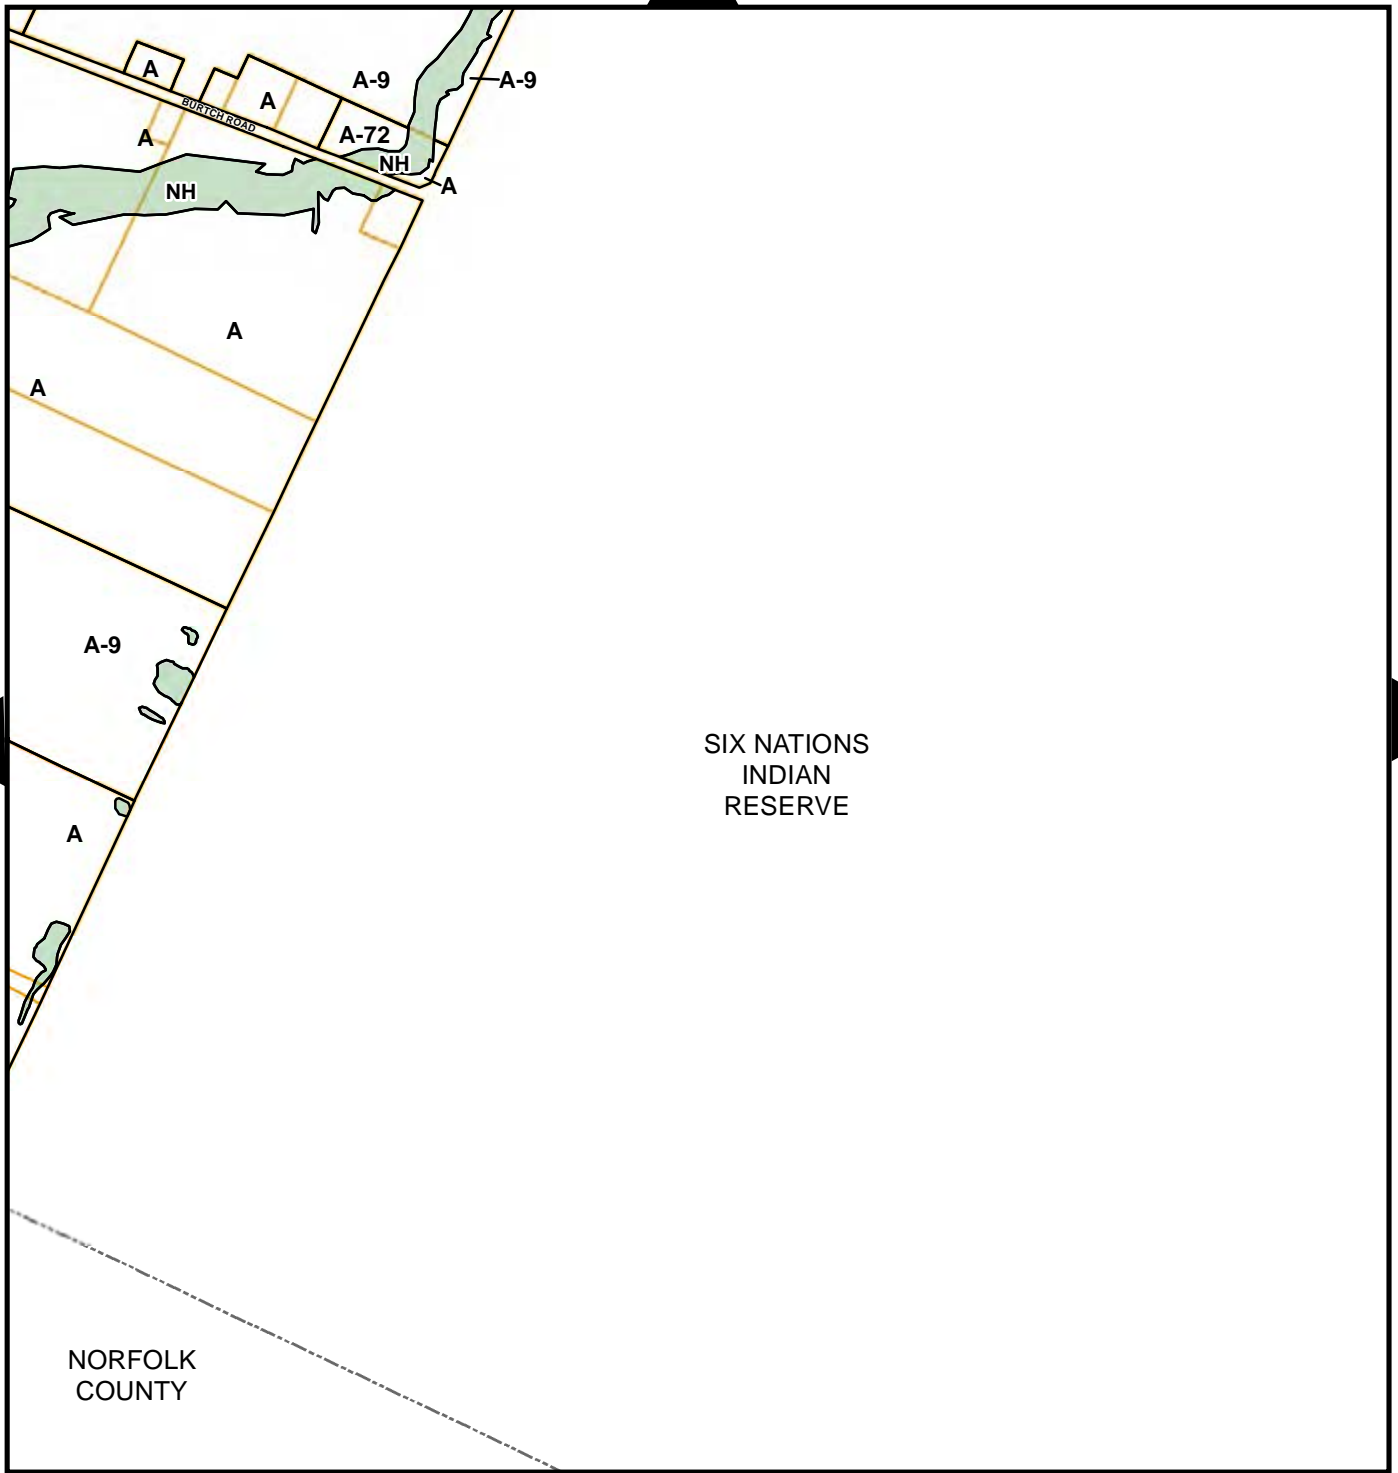 A
A-9
A-9
A
BURTCH ROAD
A-72
A
NH
A
NH
A
A
A-9
SIX NATIONS
INDIAN
RESERVE
A
NORFOLK
COUNTY